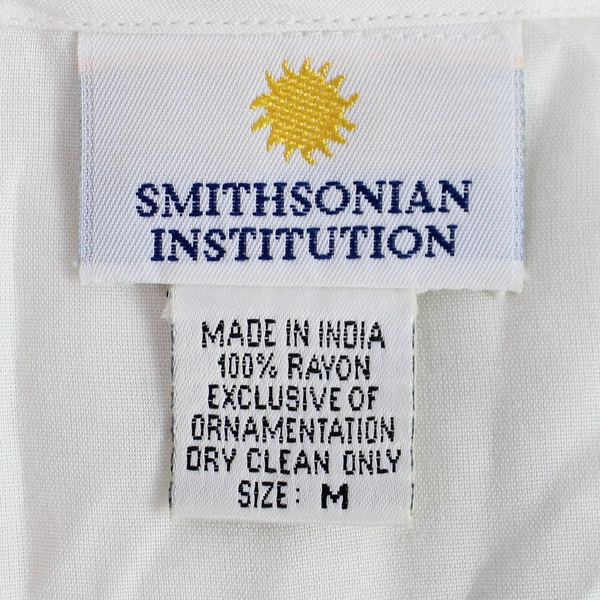 SMITHSONIAN
INSTITUTION
MADE IN INDIA
100% RAYON
EXCLUSIVE OF
ORNAMENTATION
DRY CLEAN ONLY
SIZE: M